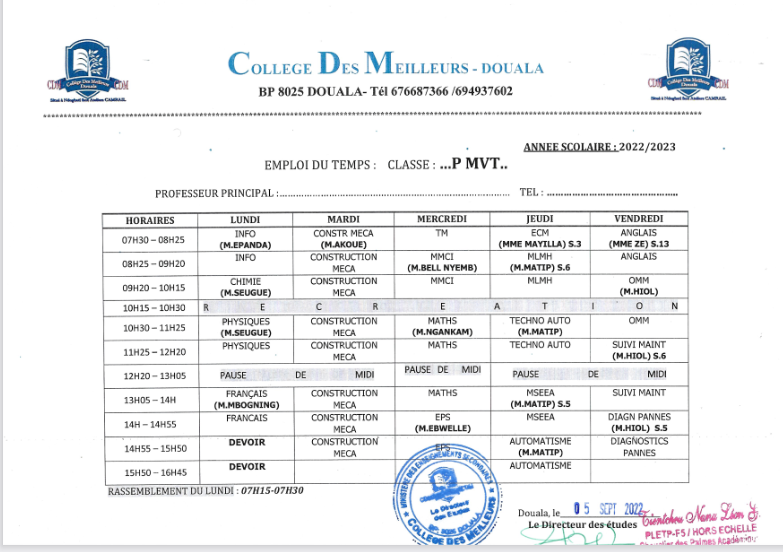 COLLEGE DES MEILLEURS - DOUALA
BP 8025 DOUALA- Tél 676687366 /694937602
CDM Collège Des Meilleurs Douala CDM
ANNEE SCOLAIRE : 2022/2023
EMPLOI DU TEMPS : CLASSE : ...P MVT..
PROFESSEUR PRINCIPAL :.......... TEL : ..........
HORAIRES LUNDI MARDI MERCREDI JEUDI VENDREDI
07H30 – 08H25 INFO (M.EPANDA) CONSTR MECA (M.AKOUE) TM ECM (MME MAYILLA) S.3 ANGLAIS (MME ZE) S.13
08H25 – 09H20 INFO CONSTRUCTION MECA MMCI (M.BELL NYEMB) MLMH (M.MATIP) S.6 ANGLAIS
09H20 – 10H15 CHIMIE (M.SEUGUE) CONSTRUCTION MECA MMCI MLMH OMM (M.HIOL)
10H15 – 10H30 R E C R E A T I O N
10H30 – 11H25 PHYSIQUES (M.SEUGUE) CONSTRUCTION MECA MATHS (M.NGANKAM) TECHNO AUTO (M.MATIP) OMM
11H25 – 12H20 PHYSIQUES CONSTRUCTION MECA MATHS TECHNO AUTO SUIVI MAINT (M.HIOL) S.6
12H20 – 13H05 PAUSE DE MIDI PAUSE DE MIDI PAUSE DE MIDI
13H05 – 14H FRANÇAIS (M.MBOGNING) CONSTRUCTION MECA MATHS MSEEA (M.MATIP) S.5 SUIVI MAINT
14H – 14H55 FRANCAIS CONSTRUCTION MECA EPS (M.EBWELLE) MSEEA DIAGN PANNES (M.HIOL) S.5
14H55 – 15H50 DEVOIR CONSTRUCTION MECA EPS AUTOMATISME (M.MATIP) DIAGNOSTICS PANNES
15H50 – 16H45 DEVOIR AUTOMATISME
RASSEMBLEMENT DU LUNDI : 07H15-07H30
MINISTERE DES ENSEIGNEMENTS SECONDAIRES
Le Directeur des Etudes
BP: 8025 DOUALA
COLLEGE DES MEILLEURS
Douala, le 05 SEPT 2022
Le Directeur des études
Tientcheu Nana Léon
PLETP-F5 / HORS ECHELLE
Chevalier des Palmes Académiques